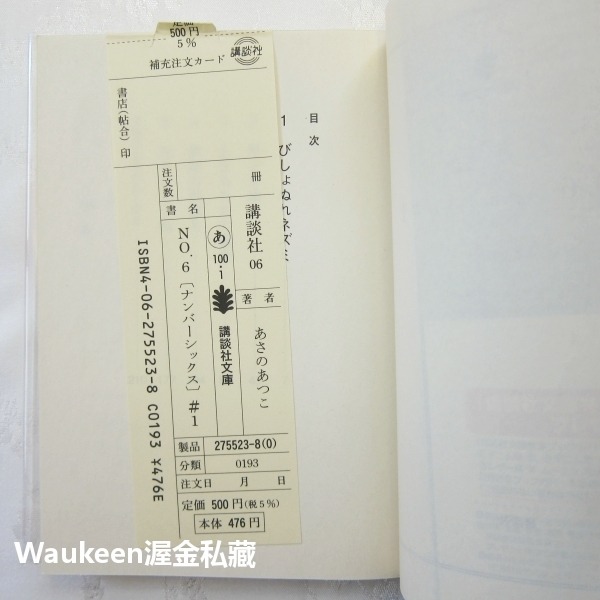 定価
500円
5%
講談社
補充注文カード
書店(帖合)印
注文数
冊
書名
NO.6〔ナンバーシックス〕#1
あ
100・1
講談社文庫
講談社 06
著者
あさのあつこ
ISBN4-06-275523-8 C0193 ¥476E
製品 275523-8(0)
分類 0193
注文日 月 日
定価 500円(税5%)
本体 476円
目次
1 びしょぬれネズミ
Waukeen渥金私藏